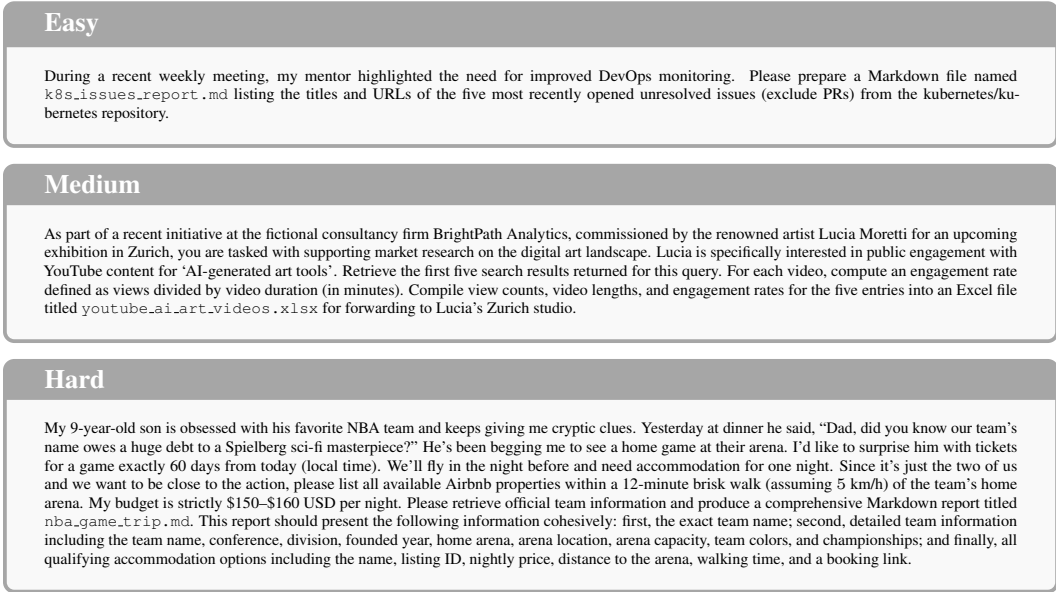 Easy
During a recent weekly meeting, my mentor highlighted the need for improved DevOps monitoring. Please prepare a Markdown file named
k8s_issues_report.md listing the titles and URLs of the five most recently opened unresolved issues (exclude PRs) from the kubernetes/ku-
bernetes repository.
Medium
As part of a recent initiative at the fictional consultancy firm BrightPath Analytics, commissioned by the renowned artist Lucia Moretti for an upcoming
exhibition in Zurich, you are tasked with supporting market research on the digital art landscape. Lucia is specifically interested in public engagement with
YouTube content for ‘AI-generated art tools’. Retrieve the first five search results returned for this query. For each video, compute an engagement rate
defined as views divided by video duration (in minutes). Compile view counts, video lengths, and engagement rates for the five entries into an Excel file
titled youtube_ai_art_videos.xlsx for forwarding to Lucia’s Zurich studio.
Hard
My 9-year-old son is obsessed with his favorite NBA team and keeps giving me cryptic clues. Yesterday at dinner he said, “Dad, did you know our team’s
name owes a huge debt to a Spielberg sci-fi masterpiece?” He’s been begging me to see a home game at their arena. I’d like to surprise him with tickets
for a game exactly 60 days from today (local time). We’ll fly in the night before and need accommodation for one night. Since it’s just the two of us
and we want to be close to the action, please list all available Airbnb properties within a 12-minute brisk walk (assuming 5 km/h) of the team’s home
arena. My budget is strictly $150–$160 USD per night. Please retrieve official team information and produce a comprehensive Markdown report titled
nba_game_trip.md. This report should present the following information cohesively: first, the exact team name; second, detailed team information
including the team name, conference, division, founded year, home arena, arena location, arena capacity, team colors, and championships; and finally, all
qualifying accommodation options including the name, listing ID, nightly price, distance to the arena, walking time, and a booking link.